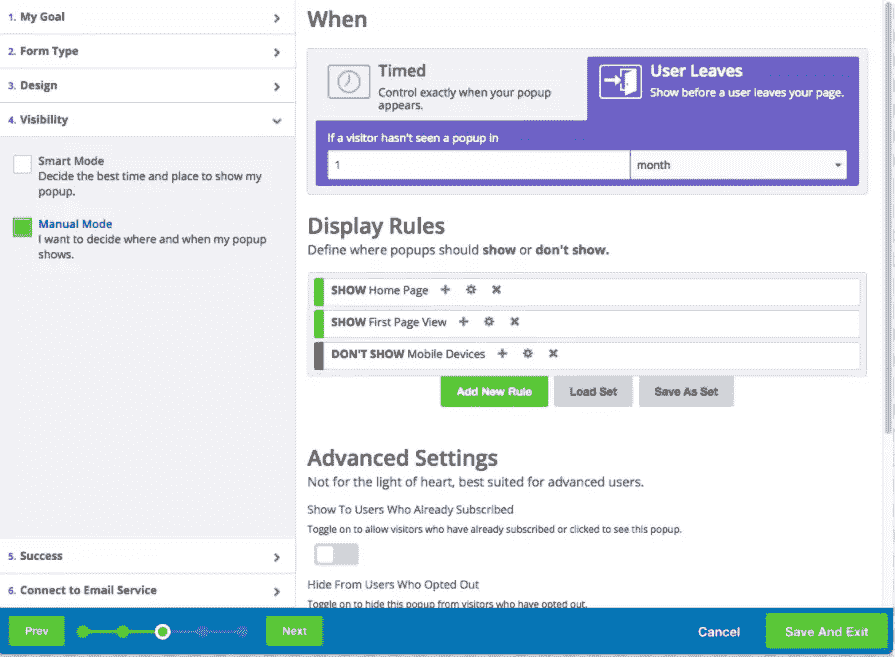 1. My Goal
2. Form Type
3. Design
4. Visibility
Smart Mode
Decide the best time and place to show my
popup.
Manual Mode
I want to decide where and when my popup
shows.
5. Success
6. Connect to Email Service
When
Timed
Control exactly when your popup
appears.
User Leaves
Show before a user leaves your page.
If a visitor hasn't seen a popup in
1
month
Display Rules
Define where popups should show or don't show.
SHOW Home Page
SHOW First Page View
DON'T SHOW Mobile Devices
Add New Rule
Load Set
Save As Set
Advanced Settings
Not for the light of heart, best suited for advanced users.
Show To Users Who Already Subscribed
Toggle on to allow visitors who have already subscribed or clicked to see this popup.
Hide From Users Who Opted Out
Toggle on to hide this popup from visitors who have opted out.
Prev
Next
Cancel
Save And Exit